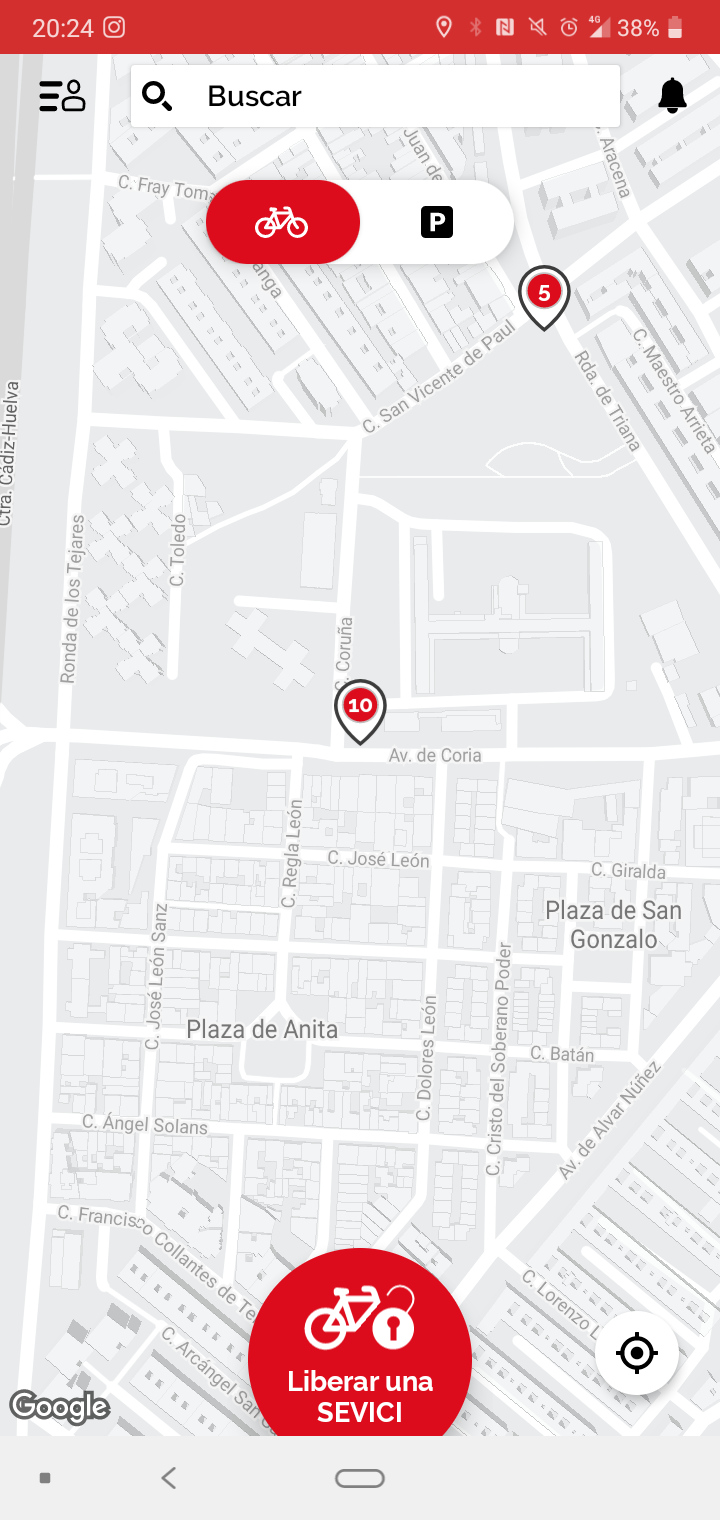 20:24
4G
38%
Buscar
Juan de
Aracena
C. Fray Toma
anga
P
5
C. San Vicente de Paul
C. Maestro Arrieta
Rda. de Triana
Ctra. Cádiz-Huelva
Ronda de los Tejares
C. Toledo
C. Coruña
10
Av. de Coria
C. Regla León
C. José León
C. Giralda
Plaza de San
Gonzalo
C. José León Sanz
Plaza de Anita
C. Dolores León
C. Cristo del Soberano Poder
C. Batán
Av. de Alvar Núñez
C. Ángel Solans
C. Francisco Collantes de Te
C. Lorenzo L
C. Arcángel San G
Liberar una
SEVICI
Google